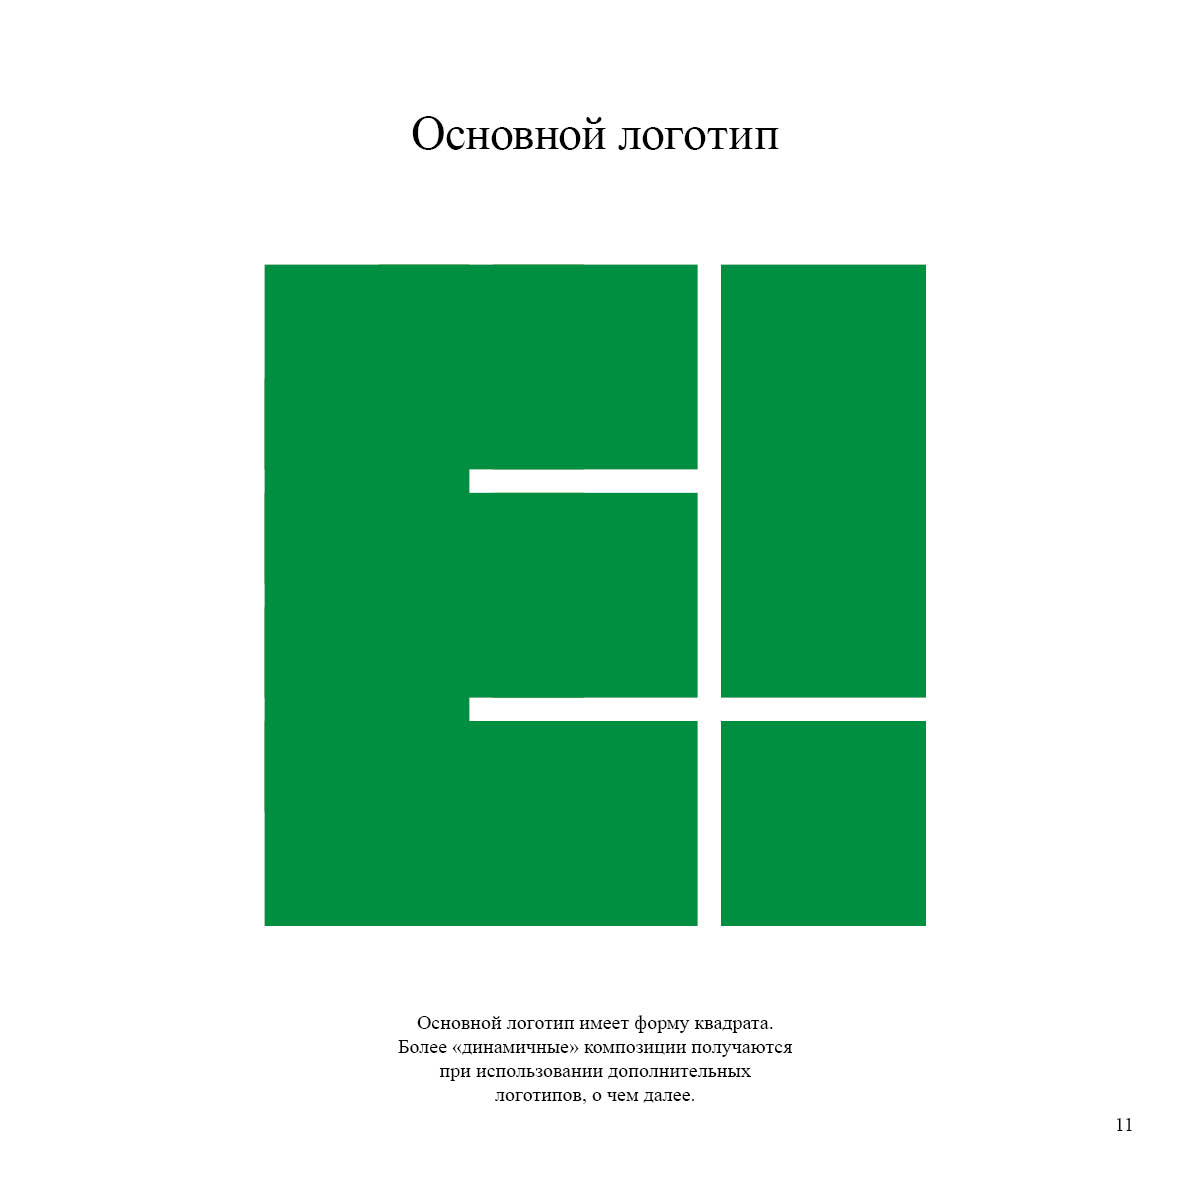 Основной логотип
Е!
Основной логотип имеет форму квадрата.
Более «динамичные» композиции получаются
при использовании дополнительных
логотипов, о чем далее.
11